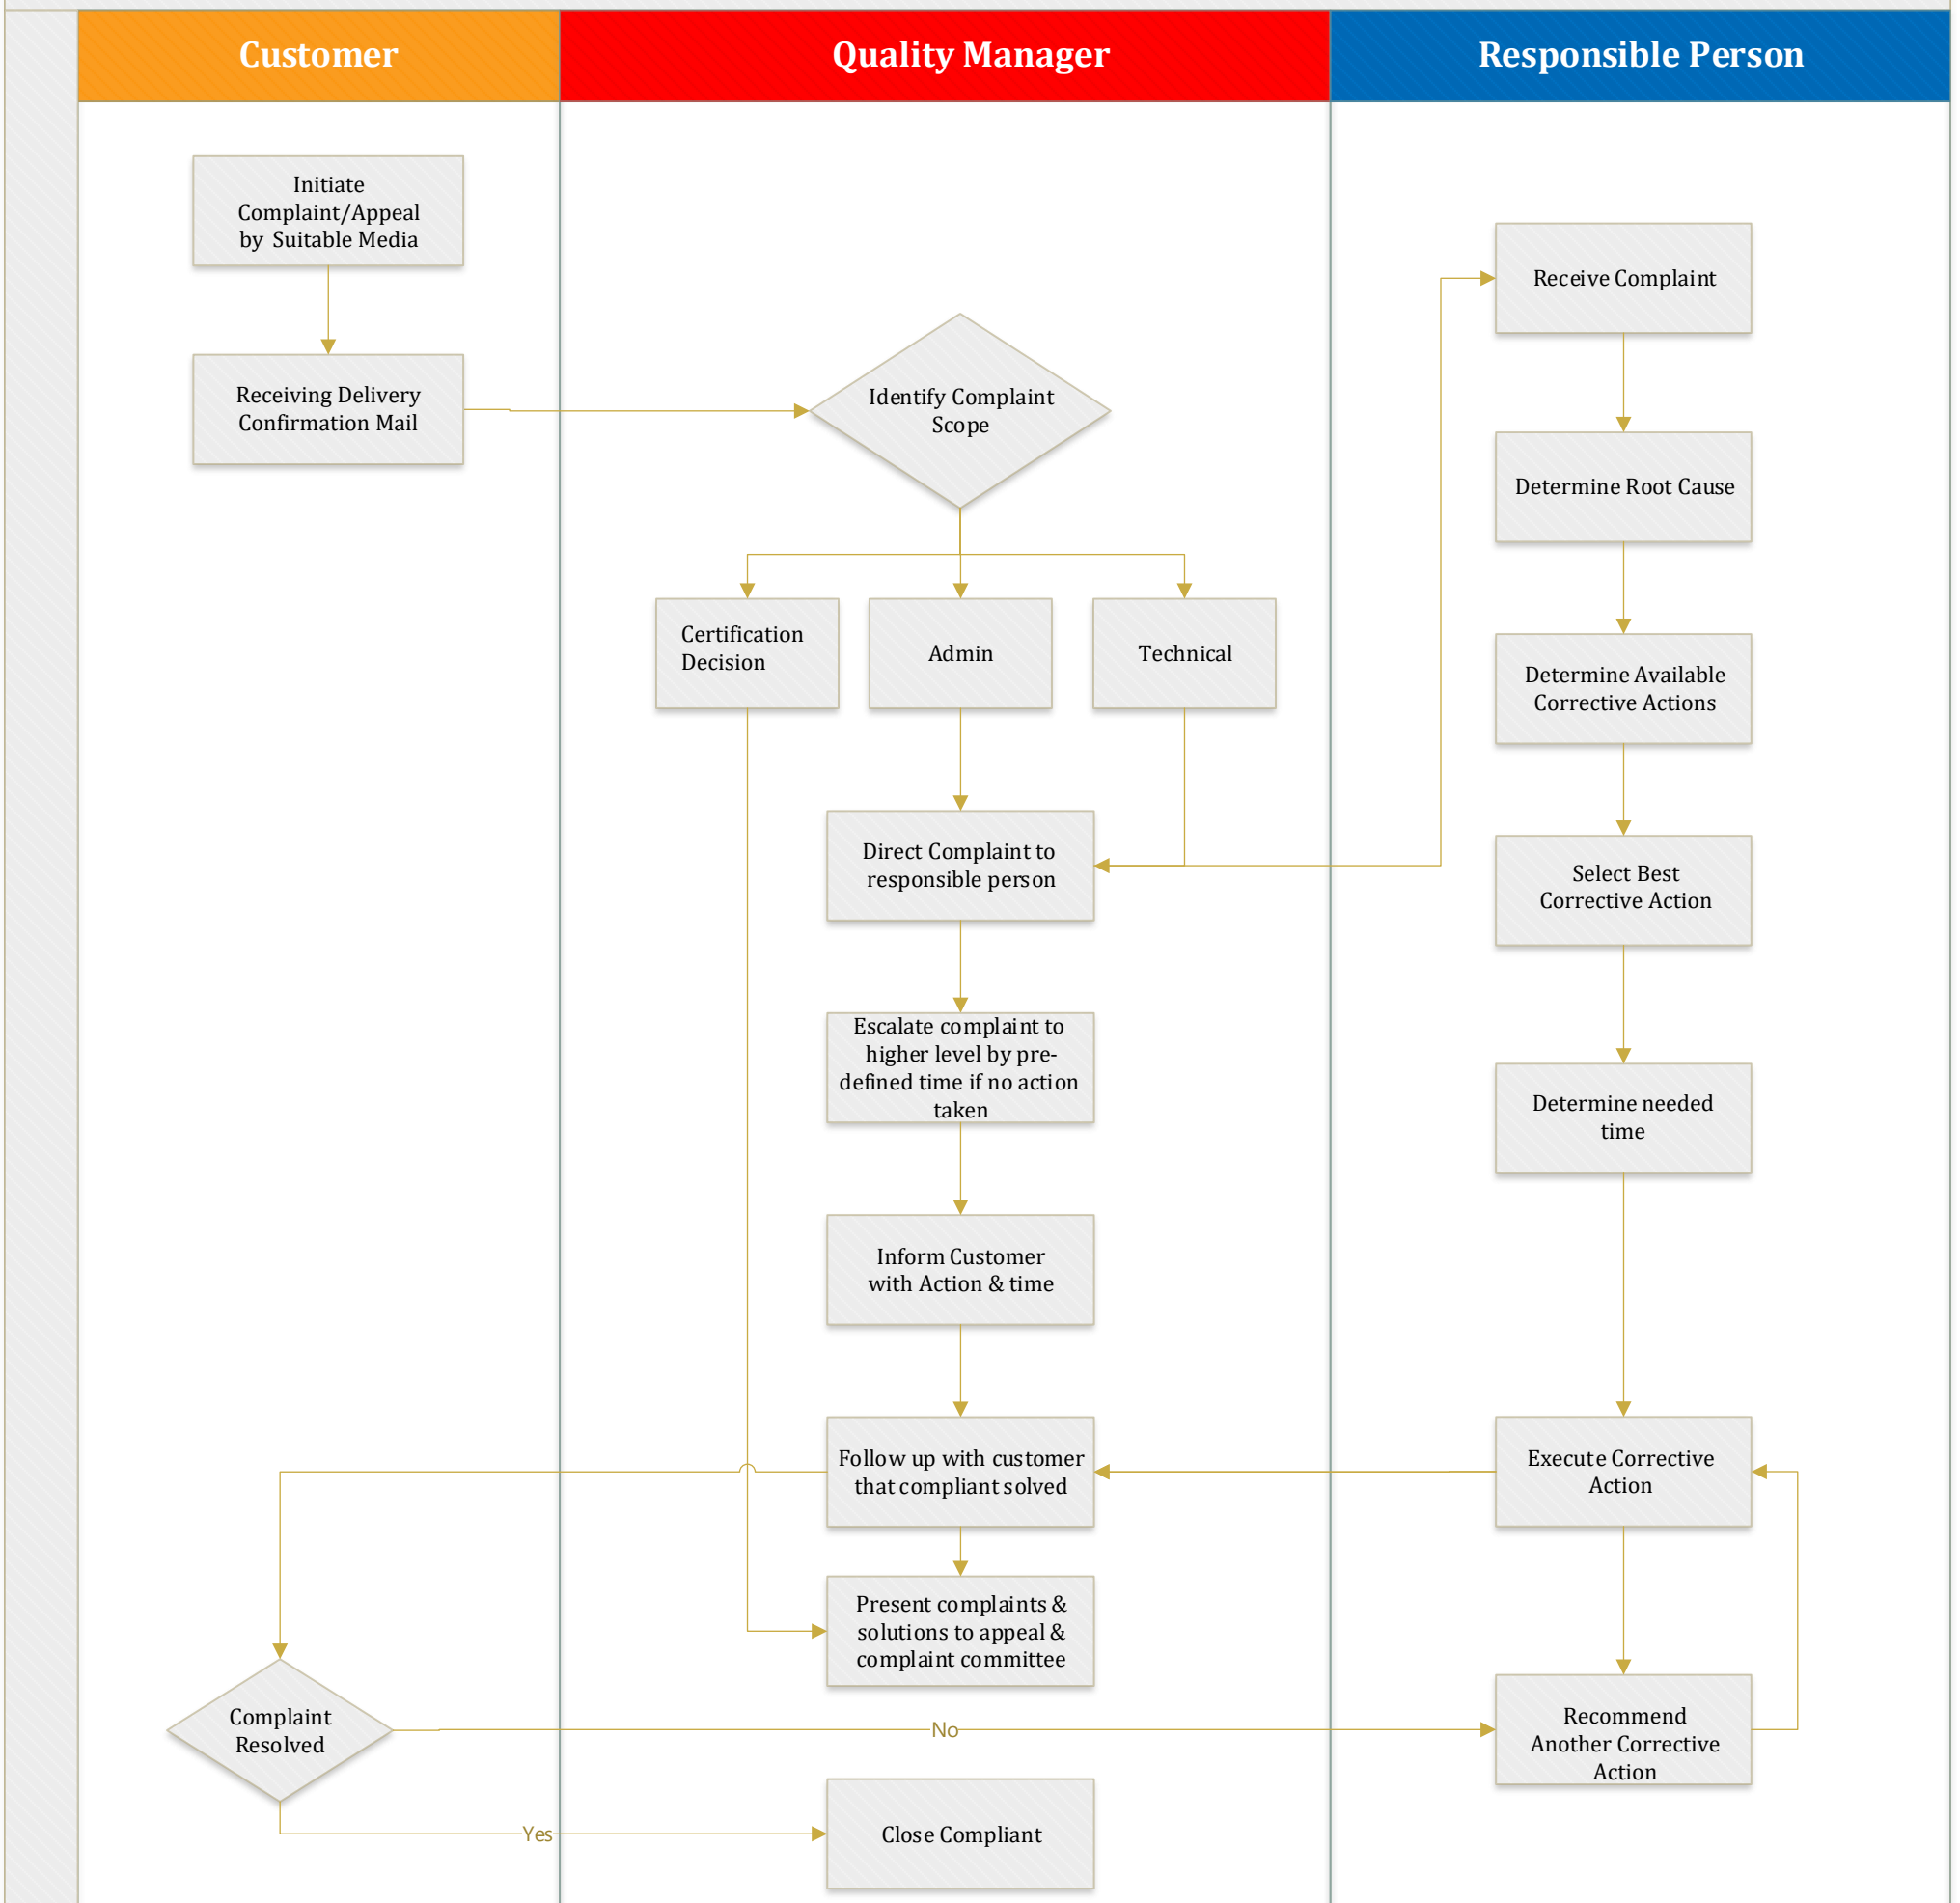 Customer
Quality Manager
Responsible Person
Initiate
Complaint/Appeal
by Suitable Media
Receiving Delivery
Confirmation Mail
Identify Complaint
Scope
Certification
Decision
Admin
Technical
Direct Complaint to
responsible person
Escalate complaint to
higher level by pre-
defined time if no action
taken
Inform Customer
with Action & time
Follow up with customer
that compliant solved
Present complaints &
solutions to appeal &
complaint committee
Complaint
Resolved
No
Yes
Close Compliant
Receive Complaint
Determine Root Cause
Determine Available
Corrective Actions
Select Best
Corrective Action
Determine needed
time
Execute Corrective
Action
Recommend
Another Corrective
Action